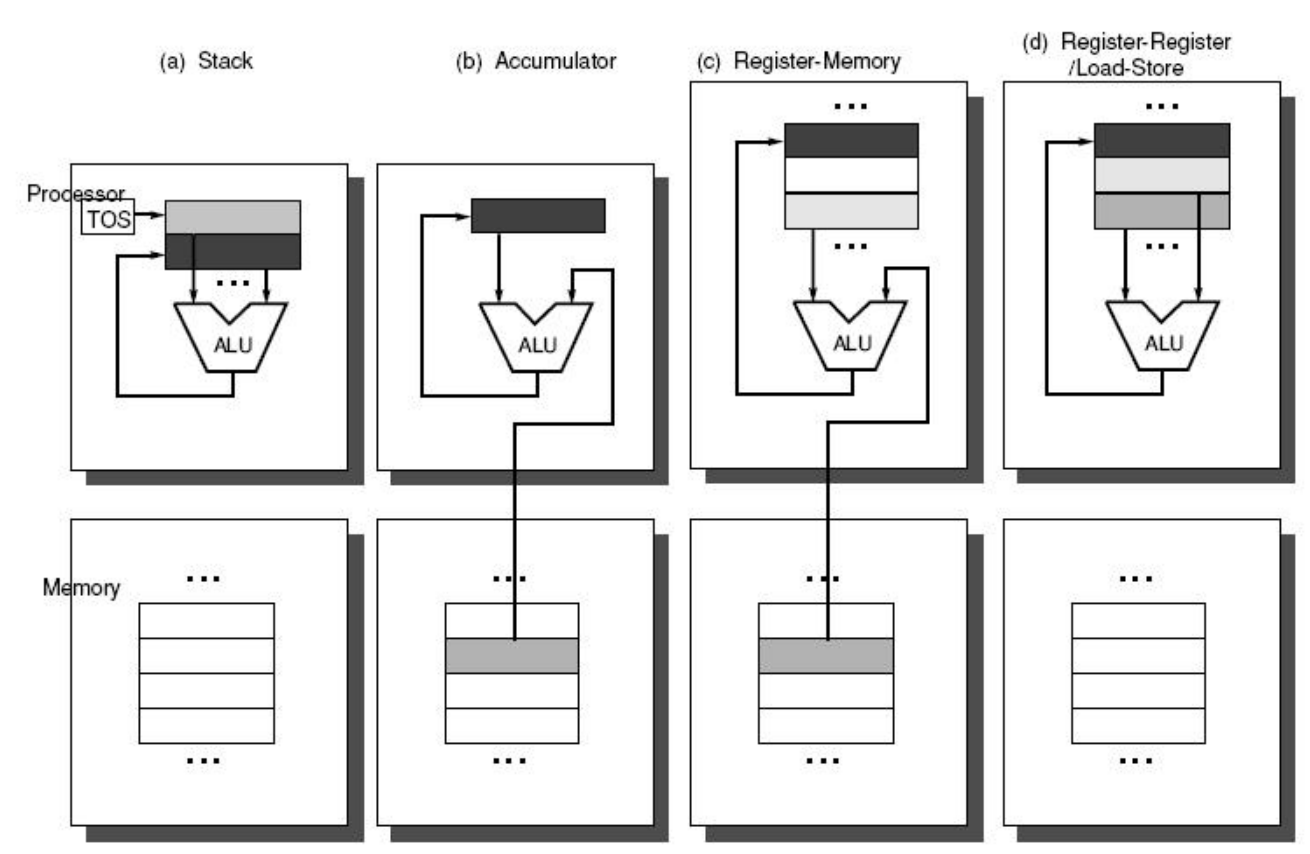 (a) Stack
(b) Accumulator
(c) Register-Memory
(d) Register-Register
/Load-Store
Processor
TOS
...
...
...
...
...
ALU
ALU
ALU
ALU
Memory
...
...
...
...
...
...
...
...